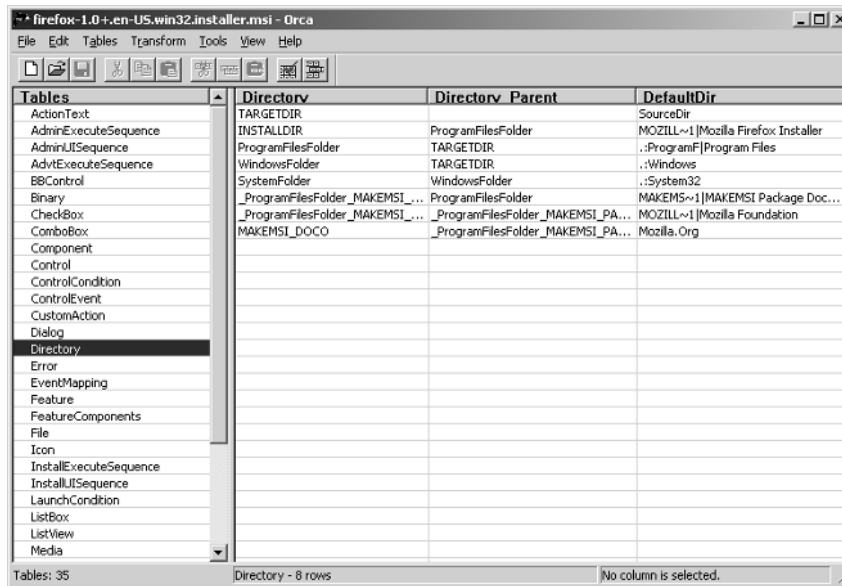 * firefox-1.0+.en-US.win32.installer.msi - Orca
File Edit Tables Transform Tools View Help
Tables Directory Directory_Parent DefaultDir
ActionText TARGETDIR SourceDir
AdminExecuteSequence INSTALLDIR ProgramFilesFolder MOZILL~1|Mozilla Firefox Installer
AdminUISequence ProgramFilesFolder TARGETDIR .:ProgramF|Program Files
AdvtExecuteSequence WindowsFolder TARGETDIR .:Windows
BBControl SystemFolder WindowsFolder .:System32
Binary _ProgramFilesFolder_MAKEMSI_... ProgramFilesFolder MAKEMS~1|MAKEMSI Package Doc...
CheckBox _ProgramFilesFolder_MAKEMSI_... _ProgramFilesFolder_MAKEMSI_PA... MOZILL~1|Mozilla Foundation
ComboBox MAKEMSI_DOCO _ProgramFilesFolder_MAKEMSI_PA... Mozilla.Org
Component
Control
ControlCondition
ControlEvent
CustomAction
Dialog
Directory
Error
EventMapping
Feature
FeatureComponents
File
Icon
InstallExecuteSequence
InstallUISequence
LaunchCondition
ListBox
ListView
Media
Tables: 35 Directory - 8 rows No column is selected.